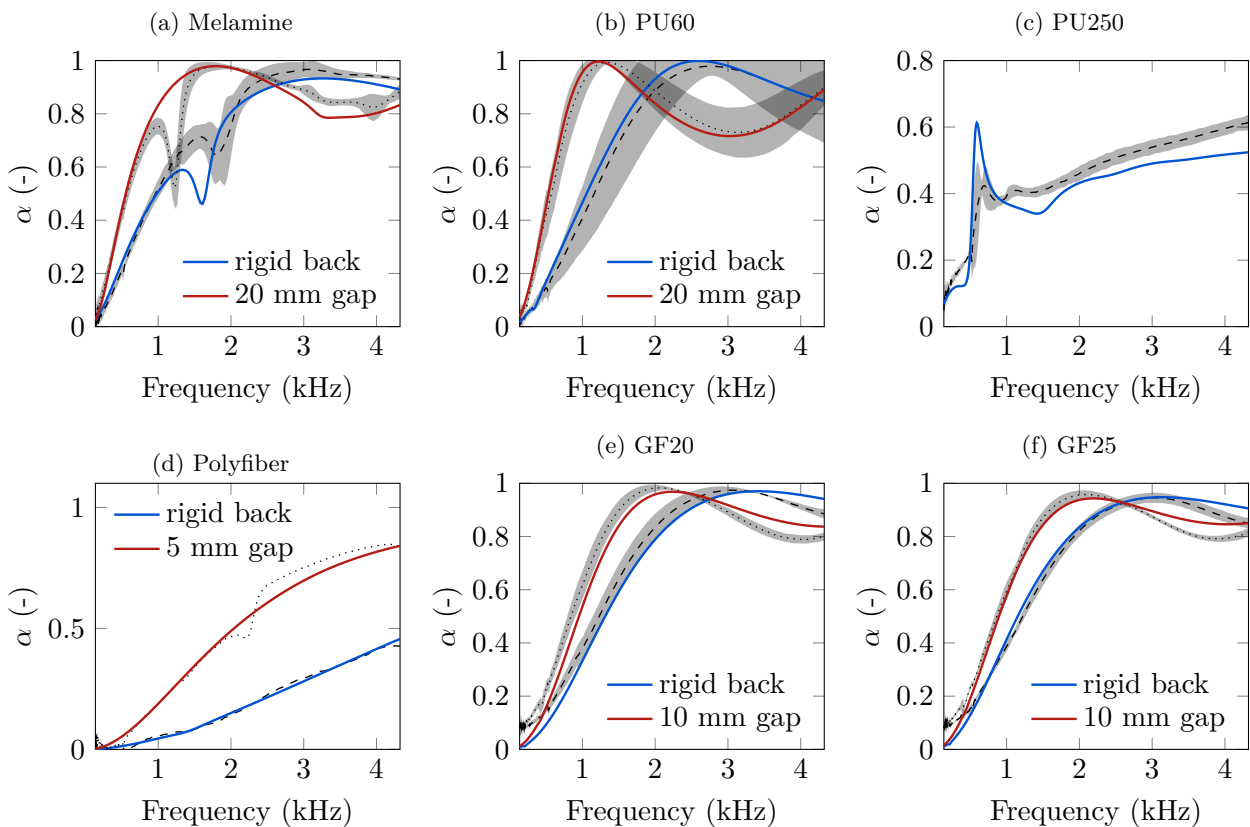 (a) Melamine
1
0.8
0.6
0.4
0.2
0
α (-)
rigid back
20 mm gap
1 2 3 4
Frequency (kHz)
(b) PU60
1
0.8
0.6
0.4
0.2
0
α (-)
rigid back
20 mm gap
1 2 3 4
Frequency (kHz)
(c) PU250
0.8
0.6
0.4
0.2
0
α (-)
1 2 3 4
Frequency (kHz)
(d) Polyfiber
1
0.5
0
α (-)
rigid back
5 mm gap
1 2 3 4
Frequency (kHz)
(e) GF20
1
0.8
0.6
0.4
0.2
0
α (-)
rigid back
10 mm gap
1 2 3 4
Frequency (kHz)
(f) GF25
1
0.8
0.6
0.4
0.2
0
α (-)
rigid back
10 mm gap
1 2 3 4
Frequency (kHz)